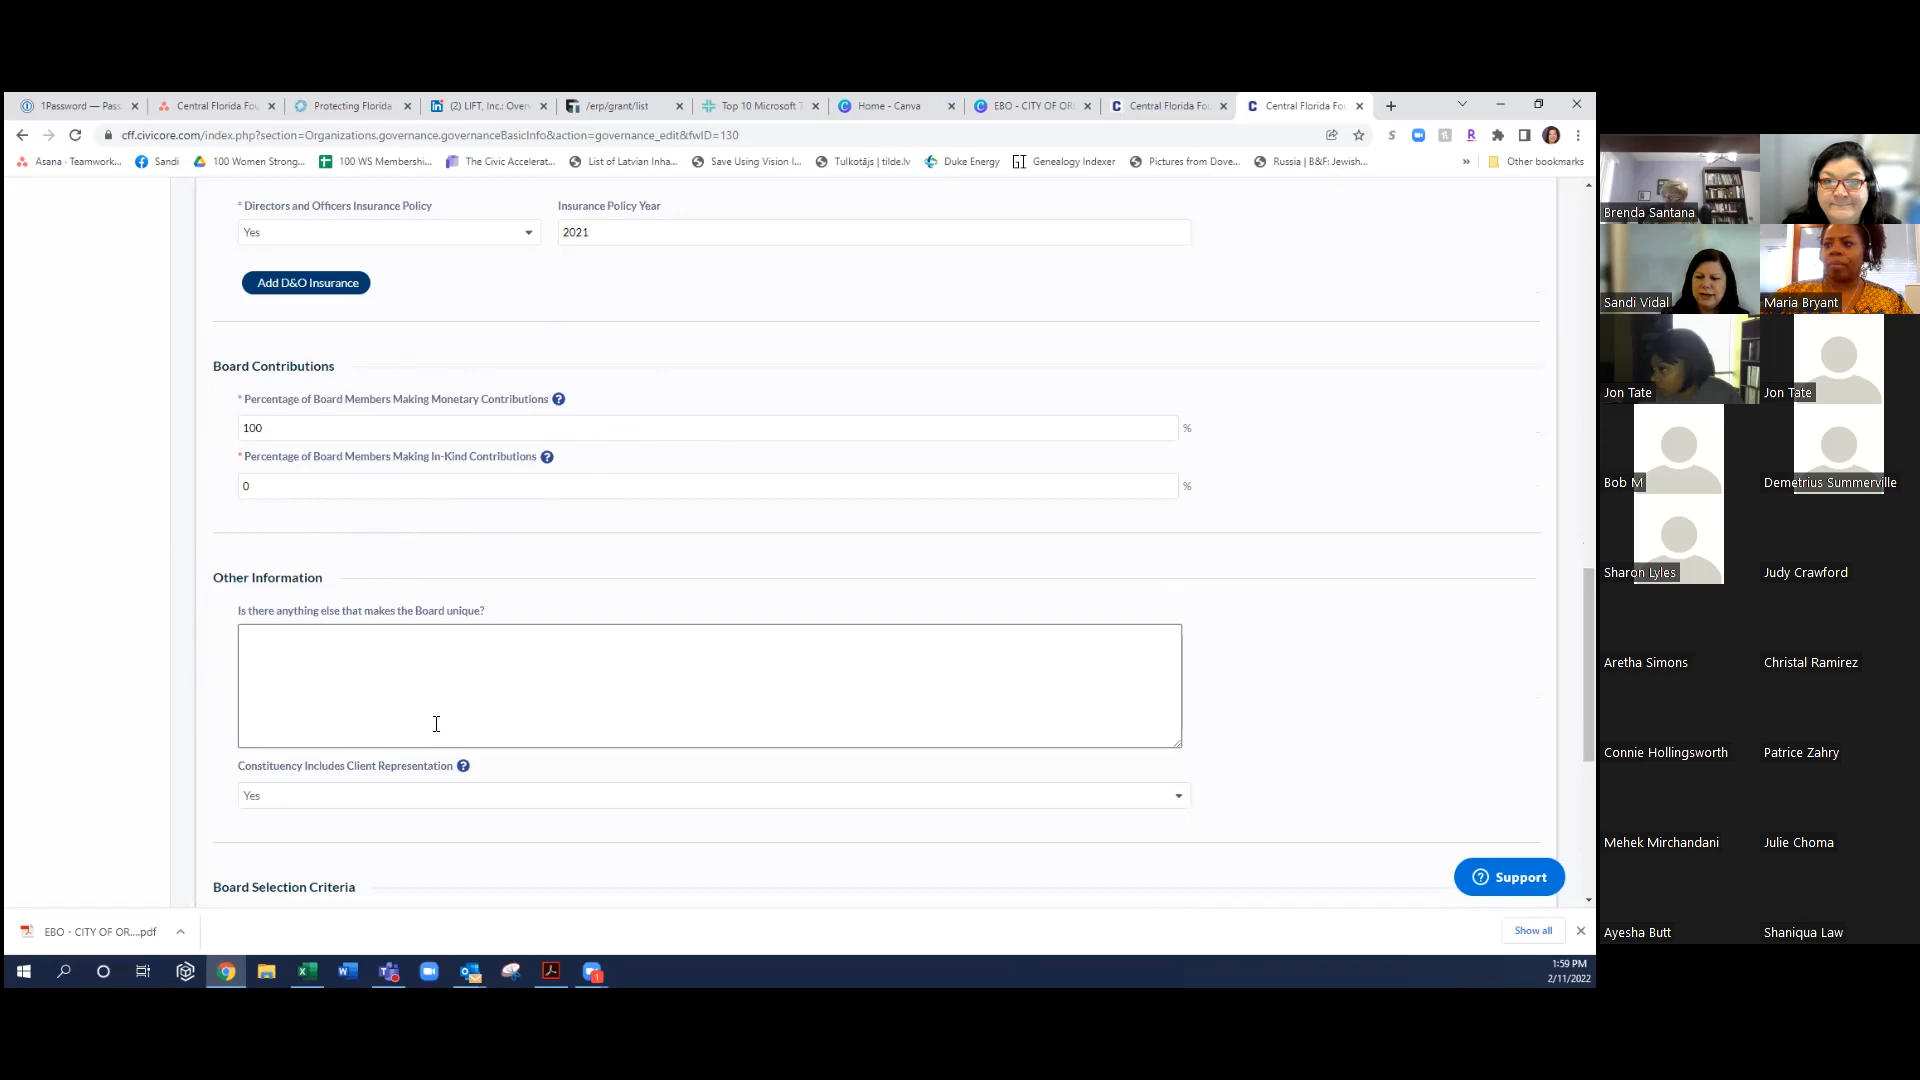 1Password — Pass
Central Florida Fou
Protecting Florida
(2) LIFT, Inc.: Over
/erp/grant/list
Top 10 Microsoft T
Home - Canva
EBO - CITY OF OR
Central Florida Fou
Central Florida Fou
cff.civicore.com/index.php?section=Organizations.governance.governanceBasicInfo&action=governance_edit&fwID=130
Asana · Teamwork...
Sandi
100 Women Strong...
100 WS Membershi...
The Civic Accelerat...
List of Latvian Inha...
Save Using Vision I...
Tulkotājs | tilde.lv
Duke Energy
Genealogy Indexer
Pictures from Dove...
Russia | B&F: Jewish...
»
Other bookmarks
* Directors and Officers Insurance Policy
Insurance Policy Year
Yes
2021
Add D&O Insurance
Board Contributions
* Percentage of Board Members Making Monetary Contributions ?
100
%
* Percentage of Board Members Making In-Kind Contributions ?
0
%
Other Information
Is there anything else that makes the Board unique?
Constituency Includes Client Representation ?
Yes
Board Selection Criteria
? Support
EBO - CITY OF OR....pdf
Show all
1:59 PM
2/11/2022
Brenda Santana
Sandi Vidal
Maria Bryant
Jon Tate
Jon Tate
Bob M
Demetrius Summerville
Sharon Lyles
Judy Crawford
Aretha Simons
Christal Ramirez
Connie Hollingsworth
Patrice Zahry
Mehek Mirchandani
Julie Choma
Ayesha Butt
Shaniqua Law